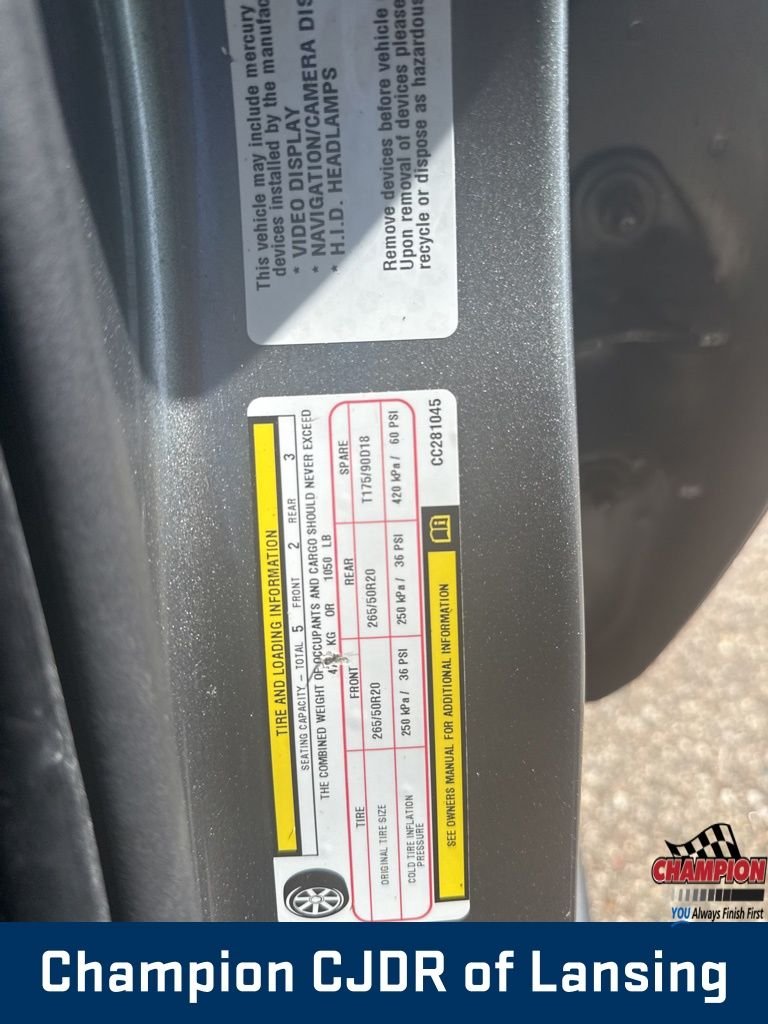 This vehicle may include mercury
devices installed by the manufac
* VIDEO DISPLAY
* NAVIGATION/CAMERA DIS
* H.I.D. HEADLAMPS
Remove devices before vehicle
Upon removal of devices please
recycle or dispose as hazardous
TIRE AND LOADING INFORMATION
SEATING CAPACITY – TOTAL 5 FRONT 2 REAR 3
THE COMBINED WEIGHT OF OCCUPANTS AND CARGO SHOULD NEVER EXCEED
KG OR 1050 LB
TIRE FRONT REAR SPARE
ORIGINAL TIRE SIZE 265/50R20 265/50R20 T175/90D18
COLD TIRE INFLATION PRESSURE 250 kPa / 36 PSI 250 kPa / 36 PSI 420 kPa / 60 PSI
SEE OWNERS MANUAL FOR ADDITIONAL INFORMATION
CC281045
CHAMPION
YOU Always Finish First
Champion CJDR of Lansing